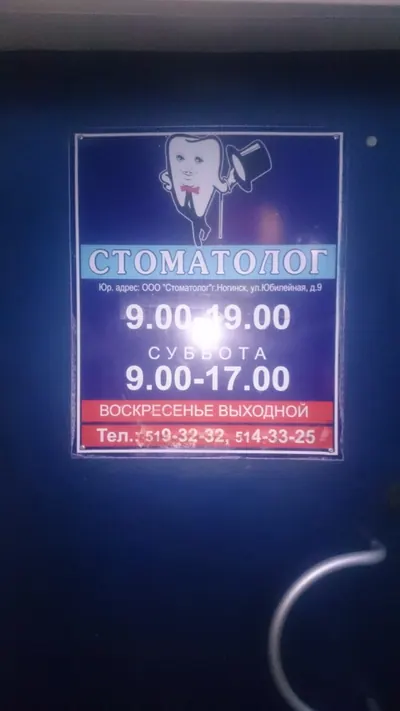 СТОМАТОЛОГ
Юр. адрес: ООО "Стоматолог"г.Ногинск, ул.Юбилейная, д.9
9.00-19.00
СУББОТА
9.00-17.00
ВОСКРЕСЕНЬЕ ВЫХОДНОЙ
Тел.: 519-32-32, 514-33-25